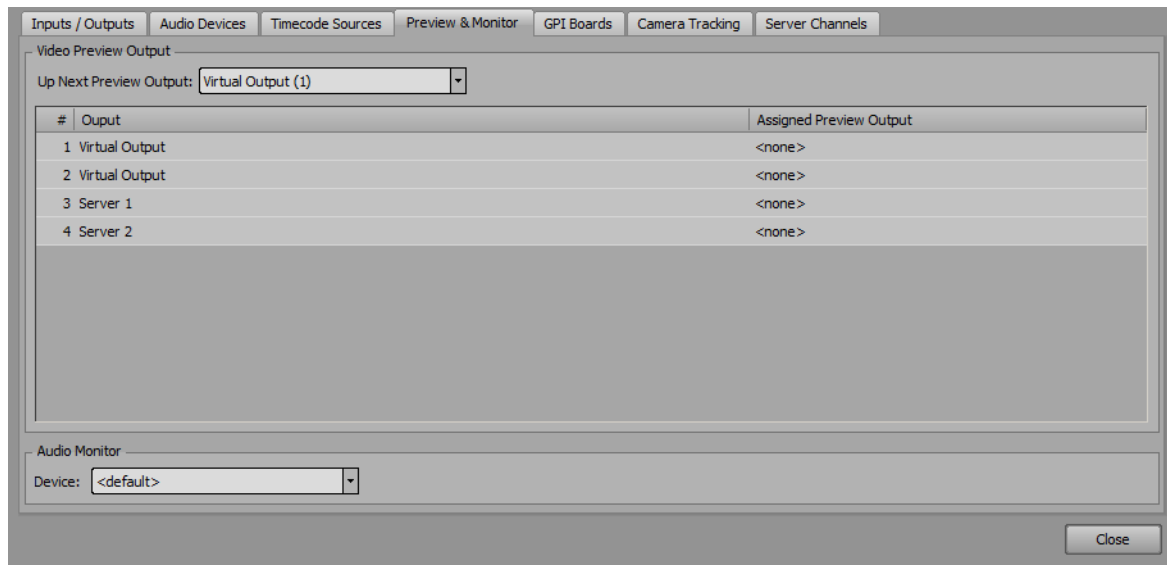 Inputs / Outputs Audio Devices Timecode Sources Preview & Monitor GPI Boards Camera Tracking Server Channels
Video Preview Output
Up Next Preview Output: Virtual Output (1)
# Ouput Assigned Preview Output
1 Virtual Output <none>
2 Virtual Output <none>
3 Server 1 <none>
4 Server 2 <none>
Audio Monitor
Device: <default>
Close